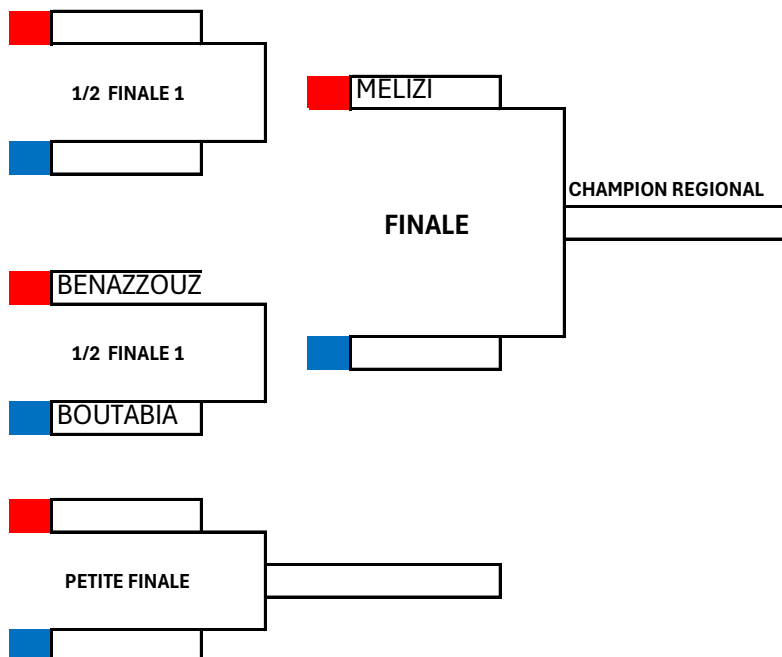 1/2 FINALE 1
MELIZI
CHAMPION REGIONAL
FINALE
BENAZZOUZ
1/2 FINALE 1
BOUTABIA
PETITE FINALE